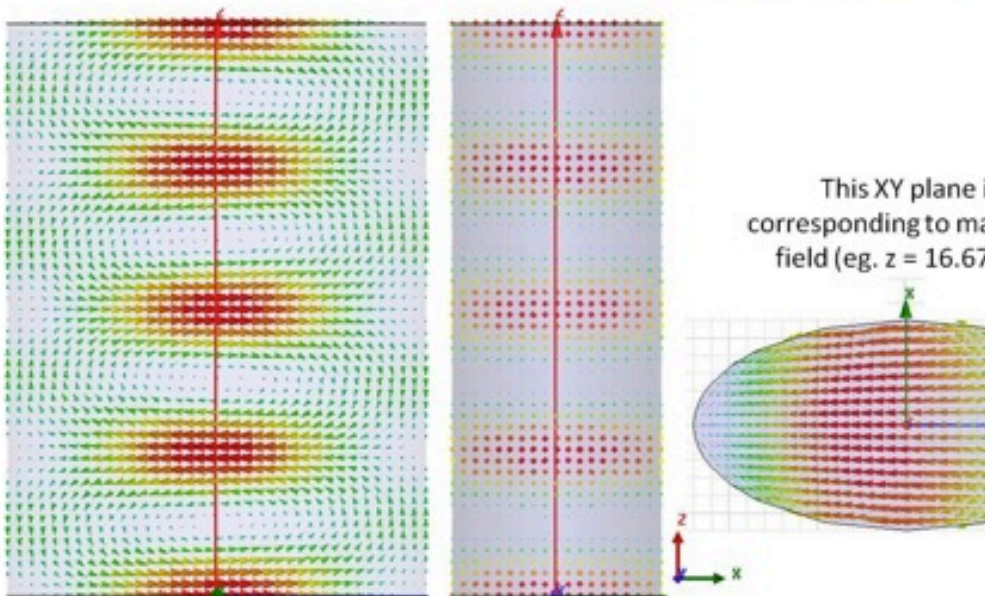 This XY plane i
corresponding to ma
field (eg. z = 16.67
X
Z
X